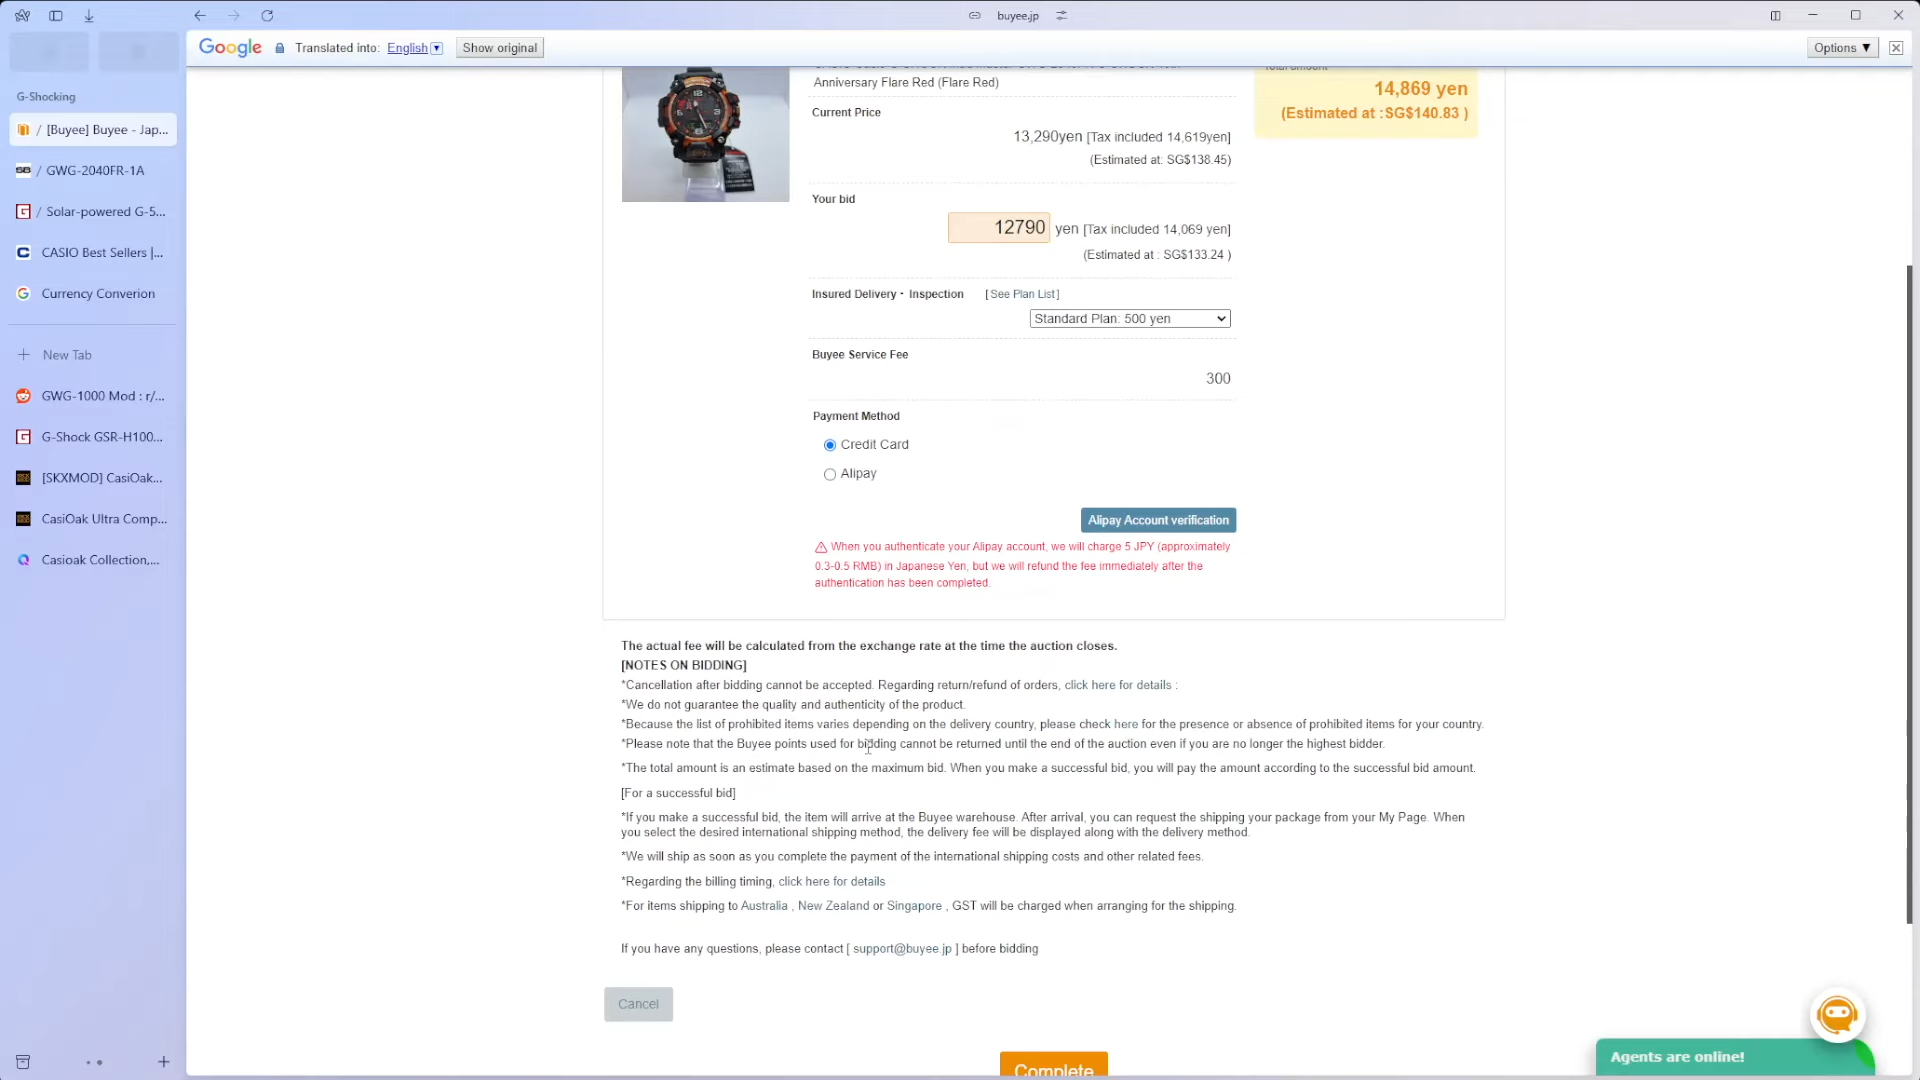 buyee.jp
Google
Translated into: English ▼
Show original
Options ▼
G-Shocking
/ [Buyee] Buyee - Jap...
/ GWG-2040FR-1A
/ Solar-powered G-5...
CASIO Best Sellers |...
Currency Converion
New Tab
GWG-1000 Mod : r/...
G-Shock GSR-H100...
[SKXMOD] CasiOak...
CasiOak Ultra Comp...
Casioak Collection,...
Anniversary Flare Red (Flare Red)
Current Price
13,290yen [Tax included 14,619yen]
(Estimated at: SG$138.45)
Your bid
12790 yen [Tax included 14,069 yen]
(Estimated at : SG$133.24 )
Insured Delivery・ Inspection [See Plan List]
Standard Plan: 500 yen
Buyee Service Fee
300
Payment Method
Credit Card
Alipay
Alipay Account verification
When you authenticate your Alipay account, we will charge 5 JPY (approximately
0.3-0.5 RMB) in Japanese Yen, but we will refund the fee immediately after the
authentication has been completed.
Total amount
14,869 yen
(Estimated at :SG$140.83 )
The actual fee will be calculated from the exchange rate at the time the auction closes.
[NOTES ON BIDDING]
*Cancellation after bidding cannot be accepted. Regarding return/refund of orders, click here for details :
*We do not guarantee the quality and authenticity of the product.
*Because the list of prohibited items varies depending on the delivery country, please check here for the presence or absence of prohibited items for your country.
*Please note that the Buyee points used for bidding cannot be returned until the end of the auction even if you are no longer the highest bidder.
*The total amount is an estimate based on the maximum bid. When you make a successful bid, you will pay the amount according to the successful bid amount.
[For a successful bid]
*If you make a successful bid, the item will arrive at the Buyee warehouse. After arrival, you can request the shipping your package from your My Page. When
you select the desired international shipping method, the delivery fee will be displayed along with the delivery method.
*We will ship as soon as you complete the payment of the international shipping costs and other related fees.
*Regarding the billing timing, click here for details
*For items shipping to Australia , New Zealand or Singapore , GST will be charged when arranging for the shipping.
If you have any questions, please contact [ support@buyee.jp ] before bidding
Cancel
Complete
Agents are online!